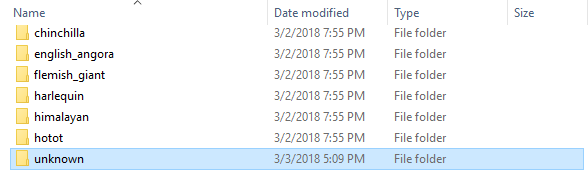 Name Date modified Type Size
chinchilla 3/2/2018 7:55 PM File folder
english_angora 3/2/2018 7:55 PM File folder
flemish_giant 3/2/2018 7:55 PM File folder
harlequin 3/2/2018 7:55 PM File folder
himalayan 3/2/2018 7:55 PM File folder
hotot 3/2/2018 7:55 PM File folder
unknown 3/3/2018 5:09 PM File folder